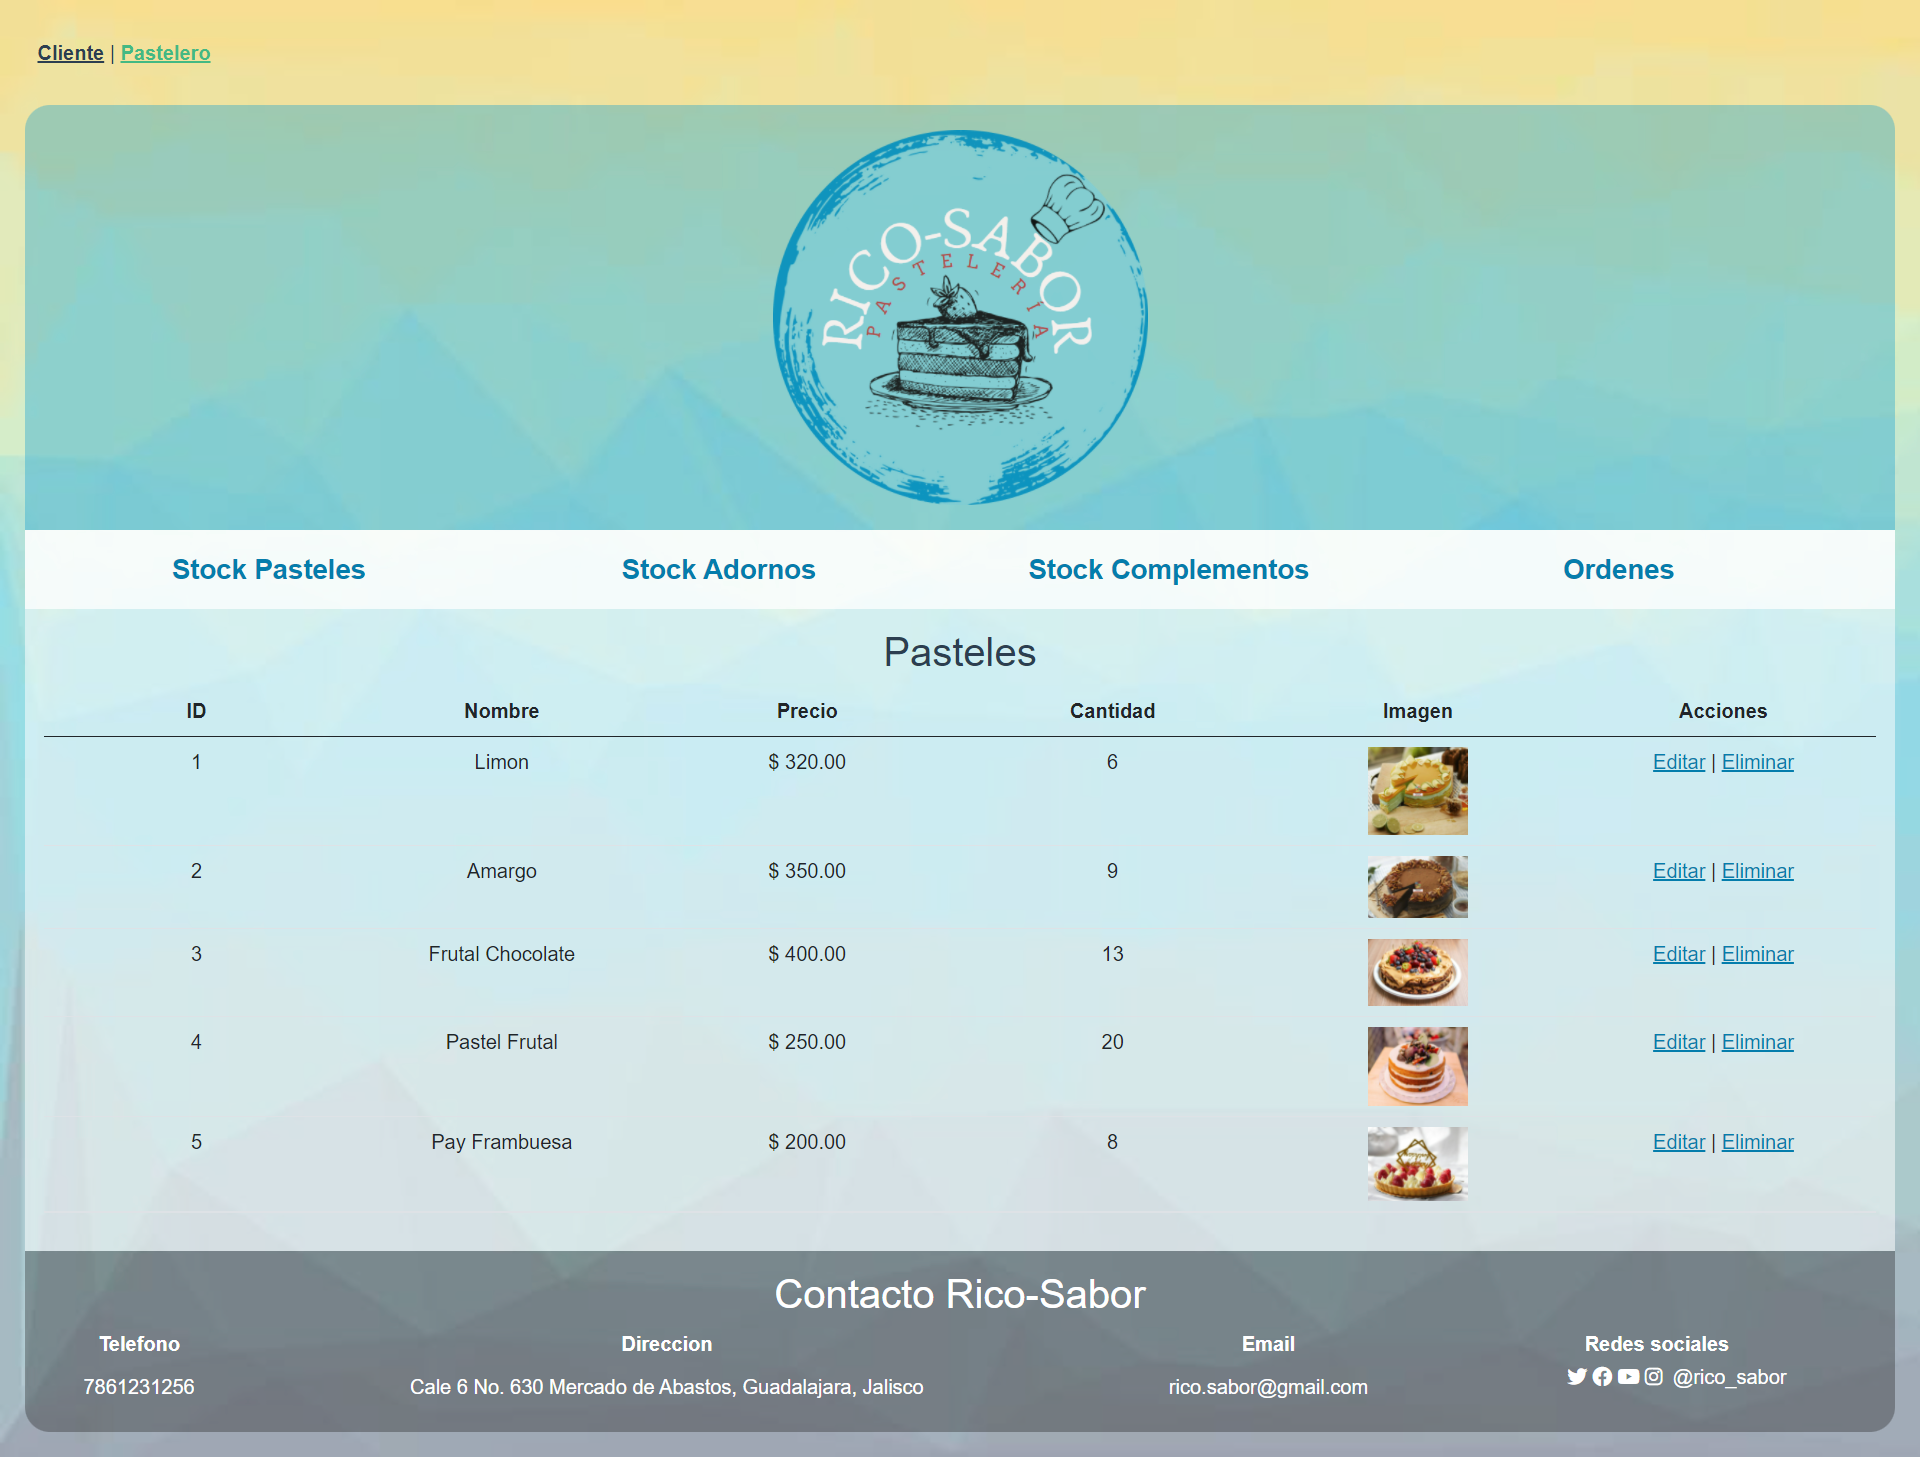 Cliente | Pastelero
RICO-SABOR
PASTELERÍA
Stock Pasteles Stock Adornos Stock Complementos Ordenes
Pasteles
ID Nombre Precio Cantidad Imagen Acciones
1 Limon $ 320.00 6 Editar | Eliminar
2 Amargo $ 350.00 9 Editar | Eliminar
3 Frutal Chocolate $ 400.00 13 Editar | Eliminar
4 Pastel Frutal $ 250.00 20 Editar | Eliminar
5 Pay Frambuesa $ 200.00 8 Editar | Eliminar
Contacto Rico-Sabor
Telefono Direccion Email Redes sociales
7861231256 Cale 6 No. 630 Mercado de Abastos, Guadalajara, Jalisco rico.sabor@gmail.com @rico_sabor